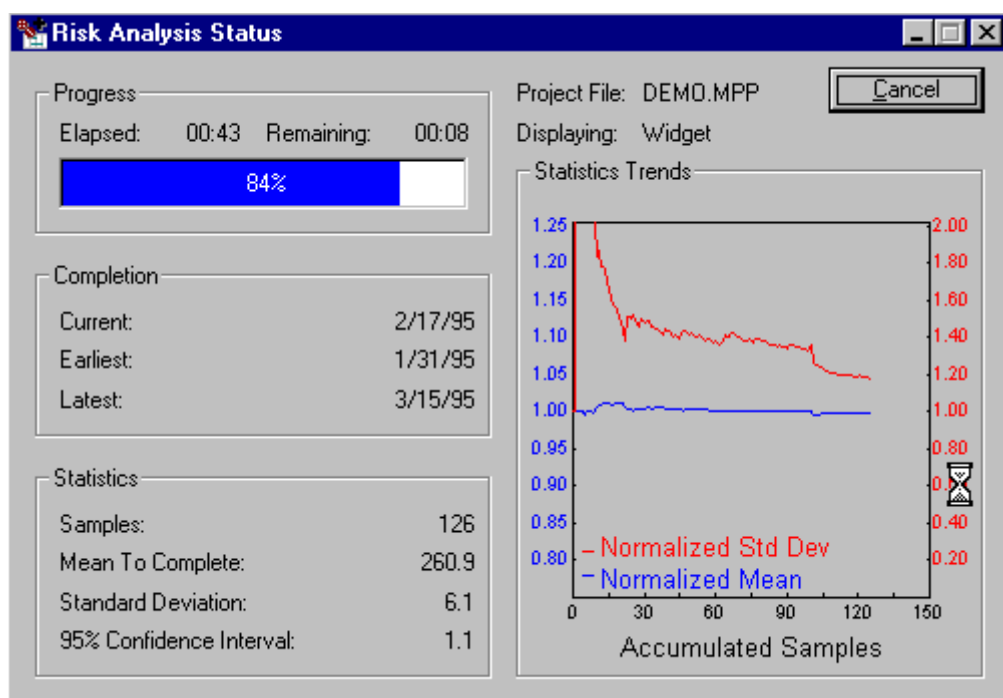 Risk Analysis Status
Progress
Elapsed: 00:43 Remaining: 00:08
84%
Completion
Current: 2/17/95
Earliest: 1/31/95
Latest: 3/15/95
Statistics
Samples: 126
Mean To Complete: 260.9
Standard Deviation: 6.1
95% Confidence Interval: 1.1
Project File: DEMO.MPP
Cancel
Displaying: Widget
Statistics Trends
1.25 2.00
1.20 1.80
1.15 1.60
1.10 1.40
1.05 1.20
1.00 1.00
0.95 0.80
0.90
0.85 0.40
0.80 0.20
Normalized Std Dev
Normalized Mean
0 30 60 90 120 150
Accumulated Samples